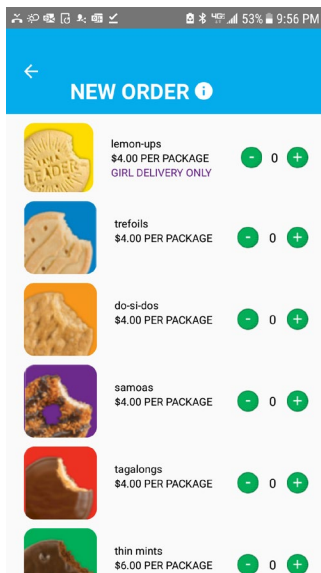 4GE 53% 9:56 PM
NEW ORDER i
LEADER
lemon-ups
$4.00 PER PACKAGE
GIRL DELIVERY ONLY
- 0 +
trefoils
$4.00 PER PACKAGE
- 0 +
do-si-dos
$4.00 PER PACKAGE
- 0 +
samoas
$4.00 PER PACKAGE
- 0 +
tagalongs
$4.00 PER PACKAGE
- 0 +
thin mints
$6.00 PER PACKAGE
- 0 +